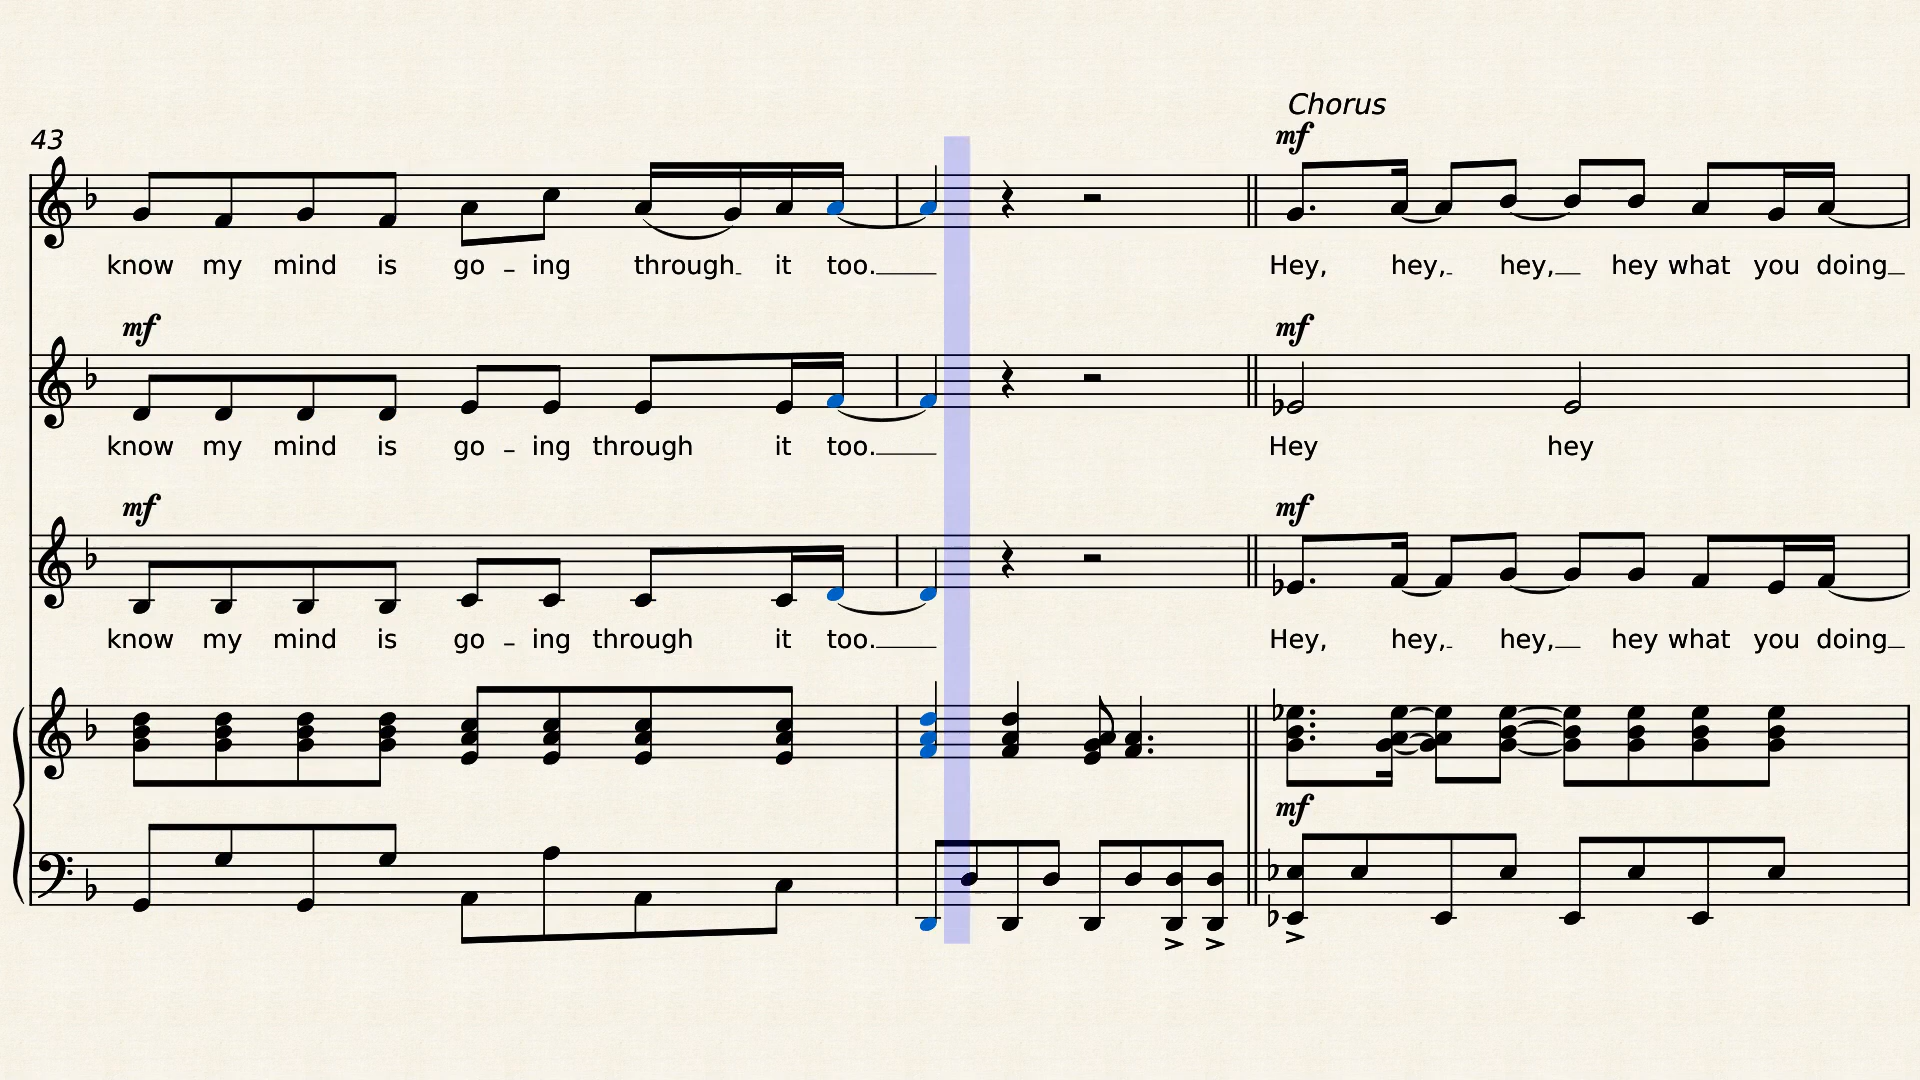 Chorus
43
mf
know my mind is go - ing through it too. Hey, hey, hey, hey what you doing
mf mf
know my mind is go - ing through it too. Hey hey
mf mf
know my mind is go - ing through it too. Hey, hey, hey, hey what you doing
mf